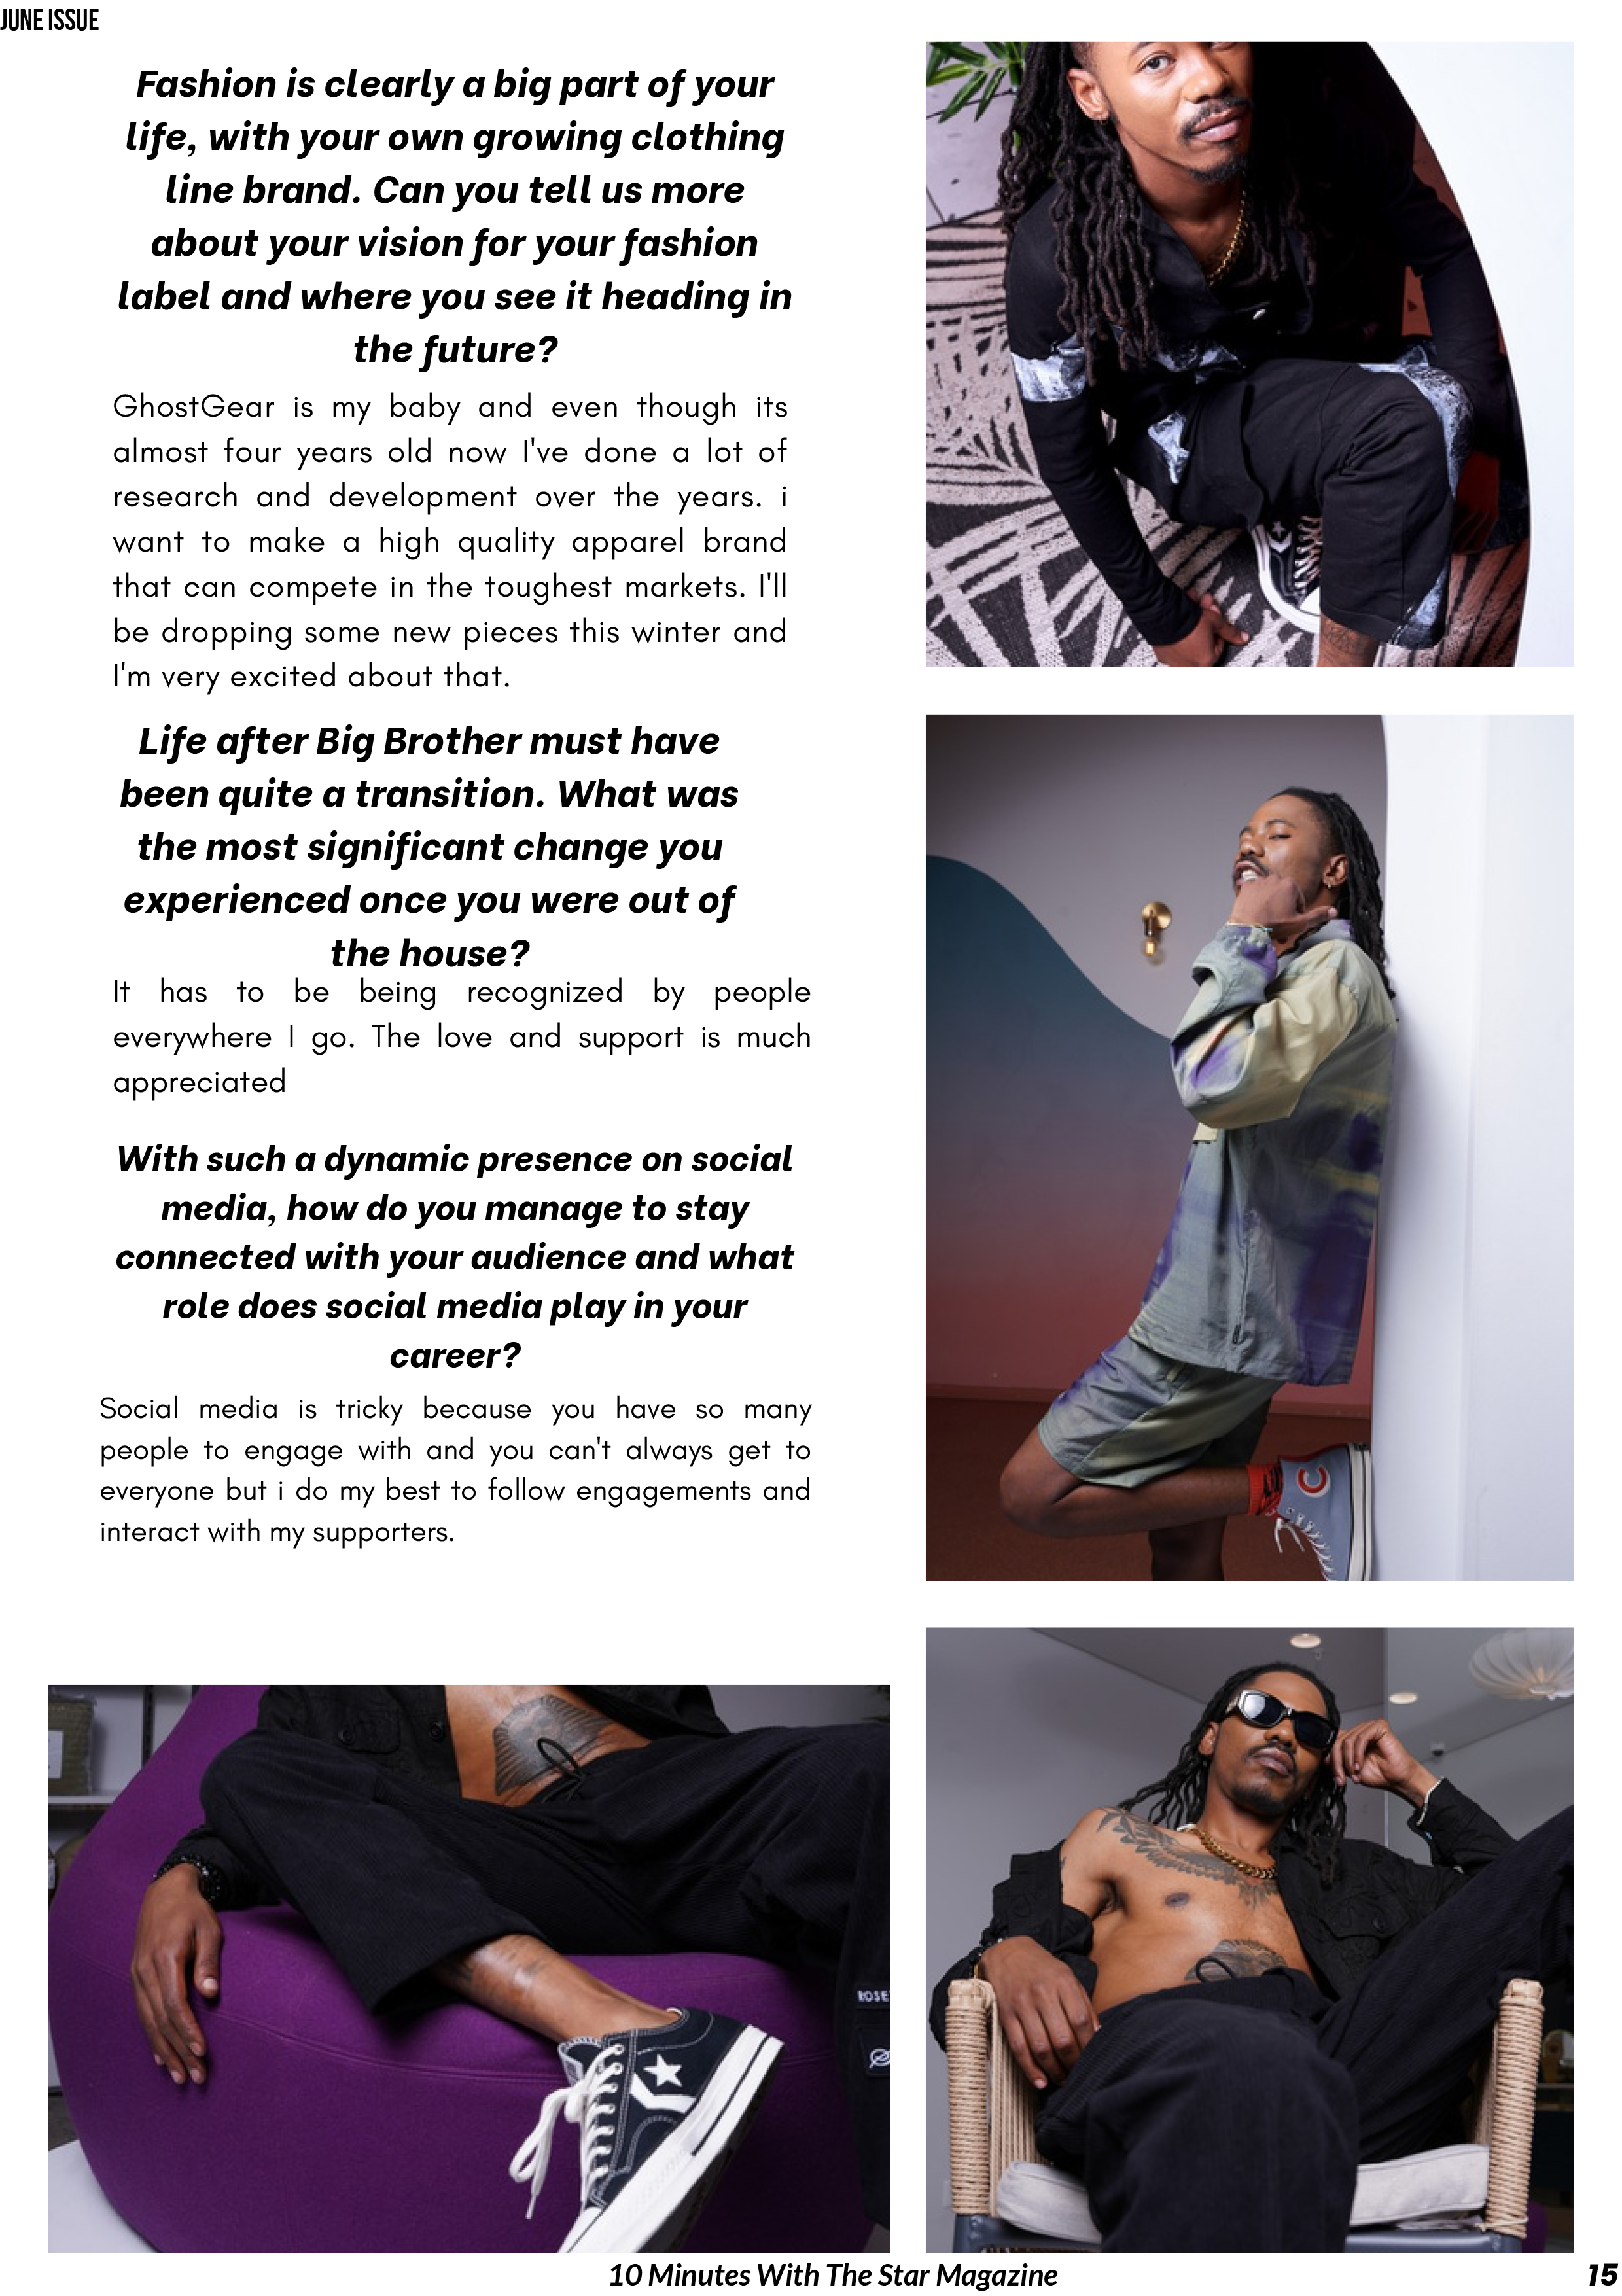 JUNE ISSUE
Fashion is clearly a big part of your
life, with your own growing clothing
line brand. Can you tell us more
about your vision for your fashion
label and where you see it heading in
the future?
GhostGear is my baby and even though its
almost four years old now I've done a lot of
research and development over the years. i
want to make a high quality apparel brand
that can compete in the toughest markets. I'll
be dropping some new pieces this winter and
I'm very excited about that.
Life after Big Brother must have
been quite a transition. What was
the most significant change you
experienced once you were out of
the house?
It has to be being recognized by people
everywhere I go. The love and support is much
appreciated
With such a dynamic presence on social
media, how do you manage to stay
connected with your audience and what
role does social media play in your
career?
Social media is tricky because you have so many
people to engage with and you can't always get to
everyone but i do my best to follow engagements and
interact with my supporters.
C
10 Minutes With The Star Magazine
15